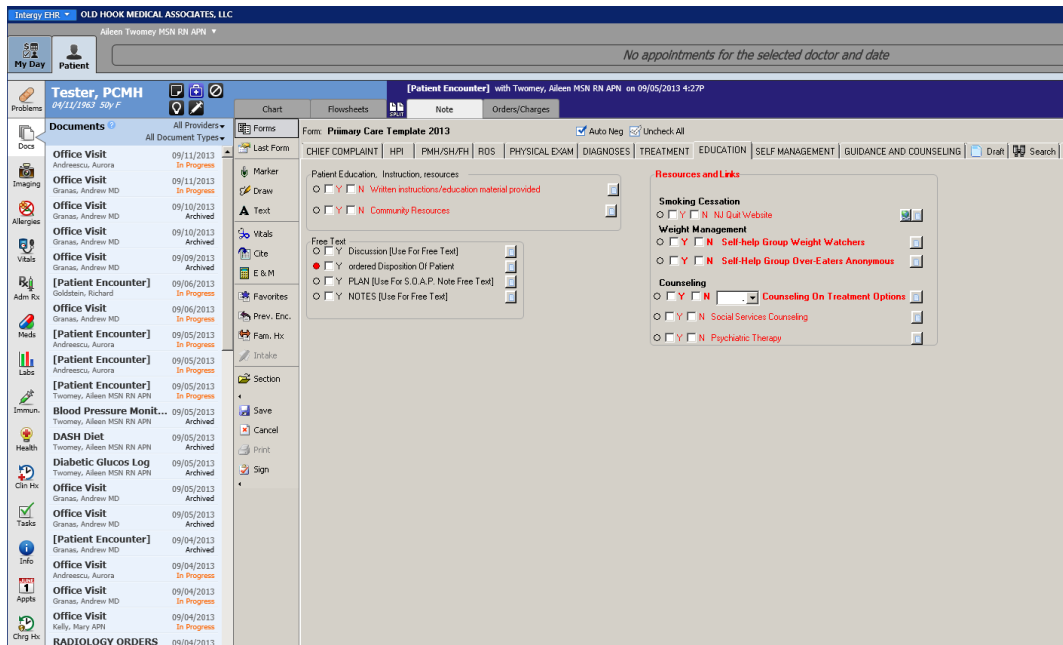 Intergy EHR OLD HOOK MEDICAL ASSOCIATES, LLC
Aileen Twomey MSN RN APN
My Day
Patient
No appointments for the selected doctor and date
Tester, PCMH
04/11/1963 50y F
[Patient Encounter] with Twomey, Aileen MSN RN APN on 09/05/2013 4:27P
Chart
Flowsheets
SPLIT
Note
Orders/Charges
Problems
Docs
Imaging
Allergies
Vitals
Adm Rx
Meds
Labs
Immun.
Health
Clin Hx
Tasks
Info
JUNE
1
Appts
Chrg Hx
Documents
All Providers
All Document Types
Office Visit 09/11/2013
Andreescu, Aurora In Progress
Office Visit 09/11/2013
Granas, Andrew MD In Progress
Office Visit 09/10/2013
Granas, Andrew MD Archived
Office Visit 09/10/2013
Granas, Andrew MD Archived
Office Visit 09/09/2013
Granas, Andrew MD Archived
[Patient Encounter] 09/06/2013
Goldstein, Richard In Progress
Office Visit 09/06/2013
Granas, Andrew MD In Progress
[Patient Encounter] 09/05/2013
Andreescu, Aurora In Progress
[Patient Encounter] 09/05/2013
Andreescu, Aurora In Progress
[Patient Encounter] 09/05/2013
Twomey, Aileen MSN RN APN In Progress
Blood Pressure Monit... 09/05/2013
Twomey, Aileen MSN RN APN Archived
DASH Diet 09/05/2013
Twomey, Aileen MSN RN APN Archived
Diabetic Glucos Log 09/05/2013
Twomey, Aileen MSN RN APN Archived
Office Visit 09/05/2013
Granas, Andrew MD Archived
Office Visit 09/05/2013
Granas, Andrew MD Archived
[Patient Encounter] 09/04/2013
Granas, Andrew MD Archived
Office Visit 09/04/2013
Andreescu, Aurora In Progress
Office Visit 09/04/2013
Granas, Andrew MD In Progress
Office Visit 09/04/2013
Kelly, Mary APN In Progress
RADIOLOGY ORDERS 09/04/2013
Forms
Last Form
Marker
Draw
Text
Vitals
Cite
E & M
Favorites
Prev. Enc.
Fam. Hx
Intake
Section
Save
Cancel
Print
Sign
Form: Priimary Care Template 2013
Auto Neg
Uncheck All
CHIEF COMPLAINT HPI PMH/SH/FH ROS PHYSICAL EXAM DIAGNOSES TREATMENT EDUCATION SELF MANAGEMENT GUIDANCE AND COUNSELING Draft Search
Patient Education, Instruction, resources
Y N Written instructions/education material provided
Y N Community Resources
Free Text
Y Discussion [Use For Free Text]
Y ordered Disposition Of Patient
Y PLAN [Use For S.O.A.P. Note Free Text]
Y NOTES [Use For Free Text]
Resources and Links
Smoking Cessation
Y N NJ Quit Website
Weight Management
Y N Self-help Group Weight Watchers
Y N Self-Help Group Over-Eaters Anonymous
Counseling
Y N . Counseling On Treatment Options
Y N Social Services Counseling
Y N Psychiatric Therapy